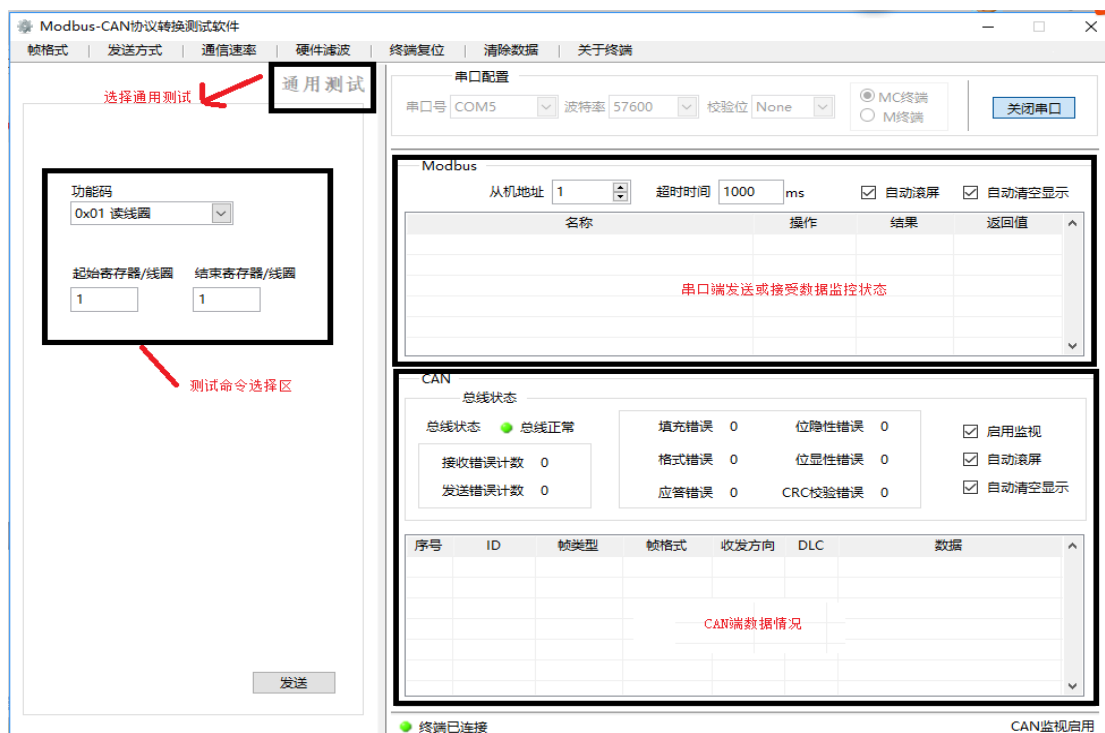 Modbus-CAN协议转换测试软件
帧格式 | 发送方式 | 通信速率 | 硬件滤波 | 终端复位 | 清除数据 | 关于终端
选择通用测试
通用测试
功能码
0x01 读线圈
起始寄存器/线圈 结束寄存器/线圈
1 1
测试命令选择区
发送
串口配置
串口号 COM5 波特率 57600 校验位 None
MC终端
M终端
关闭串口
Modbus
从机地址 1 超时时间 1000 ms 自动滚屏 自动清空显示
名称 操作 结果 返回值
串口端发送或接受数据监控状态
CAN
总线状态
总线状态 总线正常
接收错误计数 0
发送错误计数 0
填充错误 0 位隐性错误 0
格式错误 0 位显性错误 0
应答错误 0 CRC校验错误 0
启用监视
自动滚屏
自动清空显示
序号 ID 帧类型 帧格式 收发方向 DLC 数据
CAN端数据情况
终端已连接 CAN监视启用